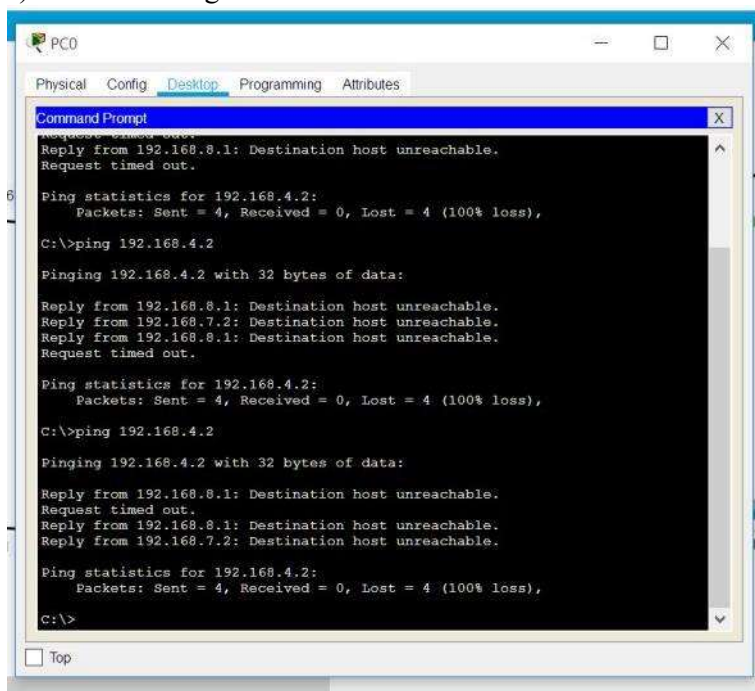 PC0
Physical Config Desktop Programming Attributes
Command Prompt X
Request timed out.
Reply from 192.168.8.1: Destination host unreachable.
Request timed out.
Ping statistics for 192.168.4.2:
Packets: Sent = 4, Received = 0, Lost = 4 (100% loss),
C:\>ping 192.168.4.2
Pinging 192.168.4.2 with 32 bytes of data:
Reply from 192.168.8.1: Destination host unreachable.
Reply from 192.168.7.2: Destination host unreachable.
Reply from 192.168.8.1: Destination host unreachable.
Request timed out.
Ping statistics for 192.168.4.2:
Packets: Sent = 4, Received = 0, Lost = 4 (100% loss),
C:\>ping 192.168.4.2
Pinging 192.168.4.2 with 32 bytes of data:
Reply from 192.168.8.1: Destination host unreachable.
Request timed out.
Reply from 192.168.8.1: Destination host unreachable.
Reply from 192.168.7.2: Destination host unreachable.
Ping statistics for 192.168.4.2:
Packets: Sent = 4, Received = 0, Lost = 4 (100% loss),
C:\>
Top